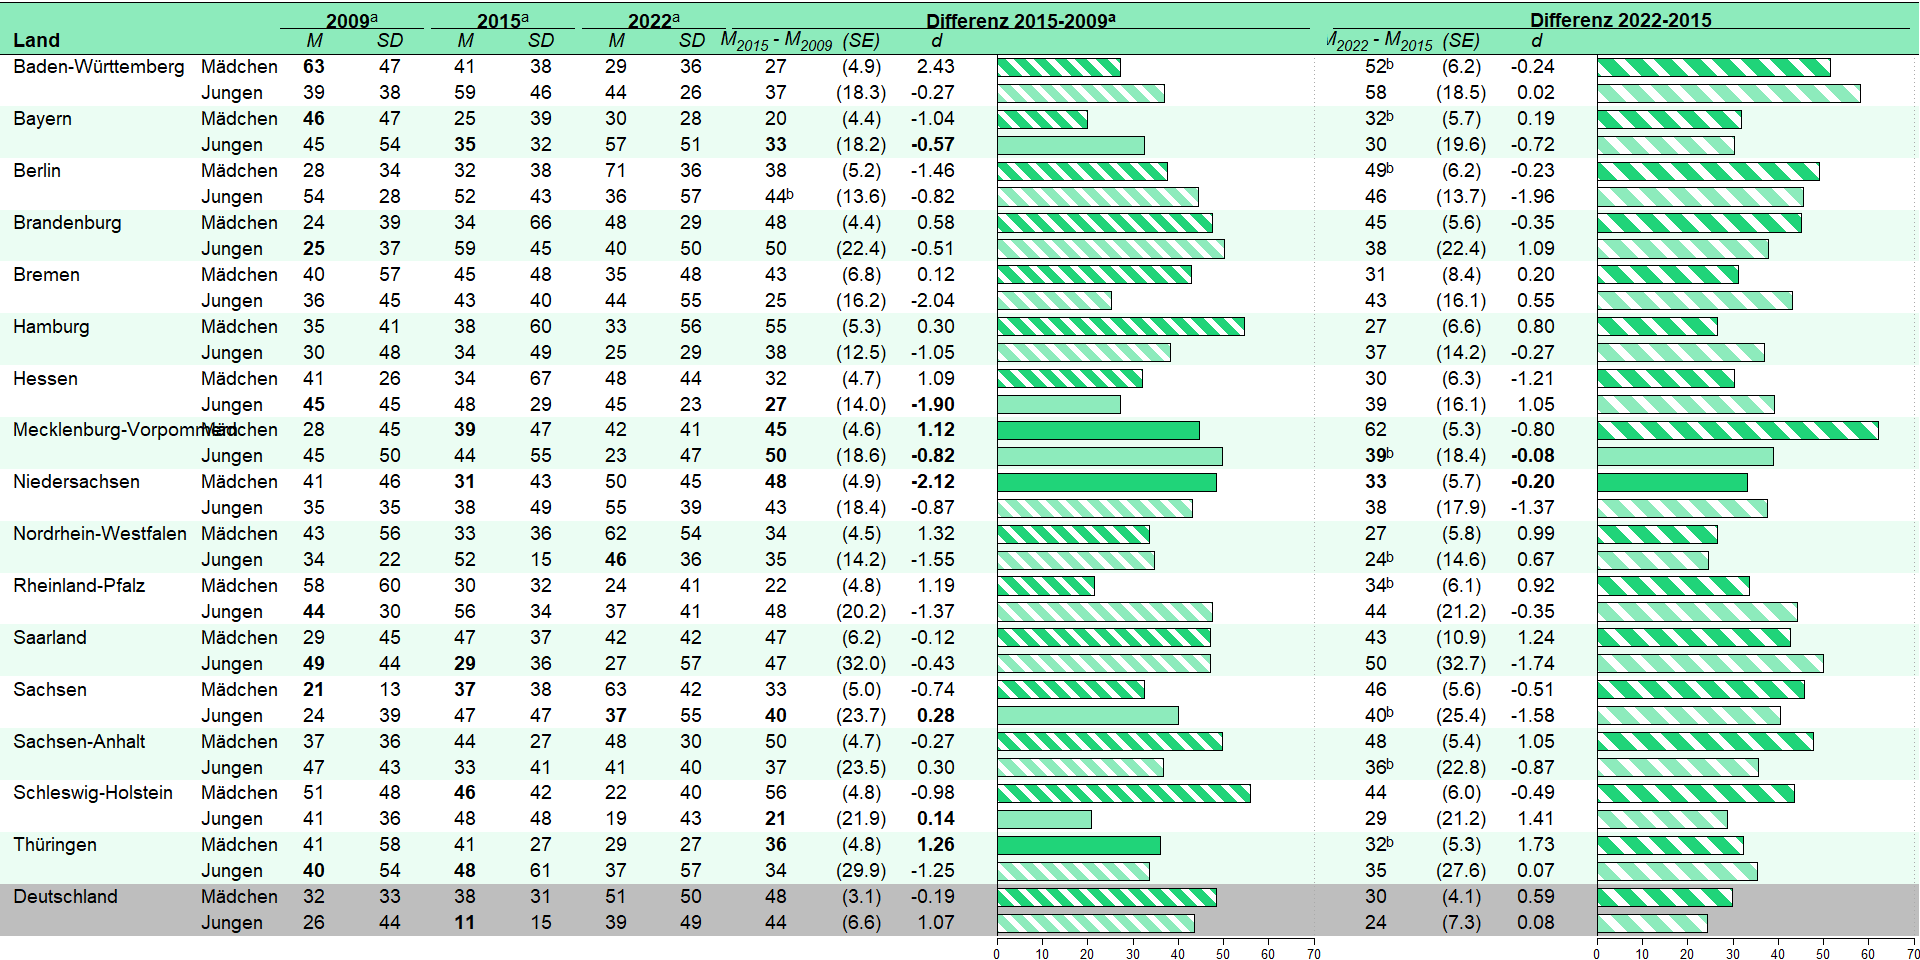 2009a 2015a 2022a Differenz 2015-2009a Differenz 2022-2015
Land M SD M SD M SD M2015 - M2009 (SE) d M2022 - M2015 (SE) d
Baden-Württemberg Mädchen 63 47 41 38 29 36 27 (4.9) 2.43 52b (6.2) -0.24
Jungen 39 38 59 46 44 26 37 (18.3) -0.27 58 (18.5) 0.02
Bayern Mädchen 46 47 25 39 30 28 20 (4.4) -1.04 32b (5.7) 0.19
Jungen 45 54 35 32 57 51 33 (18.2) -0.57 30 (19.6) -0.72
Berlin Mädchen 28 34 32 38 71 36 38 (5.2) -1.46 49b (6.2) -0.23
Jungen 54 28 52 43 36 57 44b (13.6) -0.82 46 (13.7) -1.96
Brandenburg Mädchen 24 39 34 66 48 29 48 (4.4) 0.58 45 (5.6) -0.35
Jungen 25 37 59 45 40 50 50 (22.4) -0.51 38 (22.4) 1.09
Bremen Mädchen 40 57 45 48 35 48 43 (6.8) 0.12 31 (8.4) 0.20
Jungen 36 45 43 40 44 55 25 (16.2) -2.04 43 (16.1) 0.55
Hamburg Mädchen 35 41 38 60 33 56 55 (5.3) 0.30 27 (6.6) 0.80
Jungen 30 48 34 49 25 29 38 (12.5) -1.05 37 (14.2) -0.27
Hessen Mädchen 41 26 34 67 48 44 32 (4.7) 1.09 30 (6.3) -1.21
Jungen 45 45 48 29 45 23 27 (14.0) -1.90 39 (16.1) 1.05
Mecklenburg-Vorpommern Mädchen 28 45 39 47 42 41 45 (4.6) 1.12 62 (5.3) -0.80
Jungen 45 50 44 55 23 47 50 (18.6) -0.82 39b (18.4) -0.08
Niedersachsen Mädchen 41 46 31 43 50 45 48 (4.9) -2.12 33 (5.7) -0.20
Jungen 35 35 38 49 55 39 43 (18.4) -0.87 38 (17.9) -1.37
Nordrhein-Westfalen Mädchen 43 56 33 36 62 54 34 (4.5) 1.32 27 (5.8) 0.99
Jungen 34 22 52 15 46 36 35 (14.2) -1.55 24b (14.6) 0.67
Rheinland-Pfalz Mädchen 58 60 30 32 24 41 22 (4.8) 1.19 34b (6.1) 0.92
Jungen 44 30 56 34 37 41 48 (20.2) -1.37 44 (21.2) -0.35
Saarland Mädchen 29 45 47 37 42 42 47 (6.2) -0.12 43 (10.9) 1.24
Jungen 49 44 29 36 27 57 47 (32.0) -0.43 50 (32.7) -1.74
Sachsen Mädchen 21 13 37 38 63 42 33 (5.0) -0.74 46 (5.6) -0.51
Jungen 24 39 47 47 37 55 40 (23.7) 0.28 40b (25.4) -1.58
Sachsen-Anhalt Mädchen 37 36 44 27 48 30 50 (4.7) -0.27 48 (5.4) 1.05
Jungen 47 43 33 41 41 40 37 (23.5) 0.30 36b (22.8) -0.87
Schleswig-Holstein Mädchen 51 48 46 42 22 40 56 (4.8) -0.98 44 (6.0) -0.49
Jungen 41 36 48 48 19 43 21 (21.9) 0.14 29 (21.2) 1.41
Thüringen Mädchen 41 58 41 27 29 27 36 (4.8) 1.26 32b (5.3) 1.73
Jungen 40 54 48 61 37 57 34 (29.9) -1.25 35 (27.6) 0.07
Deutschland Mädchen 32 33 38 31 51 50 48 (3.1) -0.19 30 (4.1) 0.59
Jungen 26 44 11 15 39 49 44 (6.6) 1.07 24 (7.3) 0.08
0 10 20 30 40 50 60 70 0 10 20 30 40 50 60 70